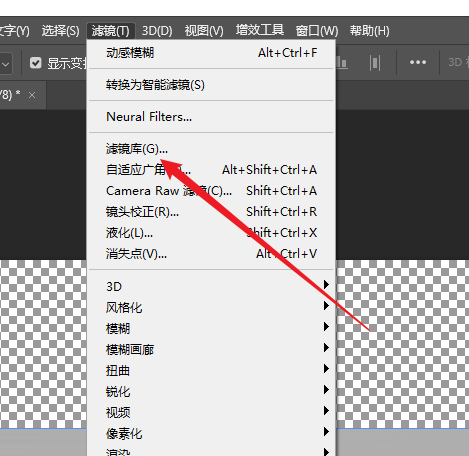 文字(Y) 选择(S) 滤镜(T) 3D(D) 视图(V) 增效工具 窗口(W) 帮助(H)
动感模糊 Alt+Ctrl+F
显示变换 3D
转换为智能滤镜(S)
/8) * ×
Neural Filters...
滤镜库(G)...
自适应广角 ... Alt+Shift+Ctrl+A
Camera Raw 滤镜(C)... Shift+Ctrl+A
镜头校正(R)... Shift+Ctrl+R
液化(L)... Shift+Ctrl+X
消失点(V)... Alt+Ctrl+V
3D
风格化
模糊
模糊画廊
扭曲
锐化
视频
像素化
渲染